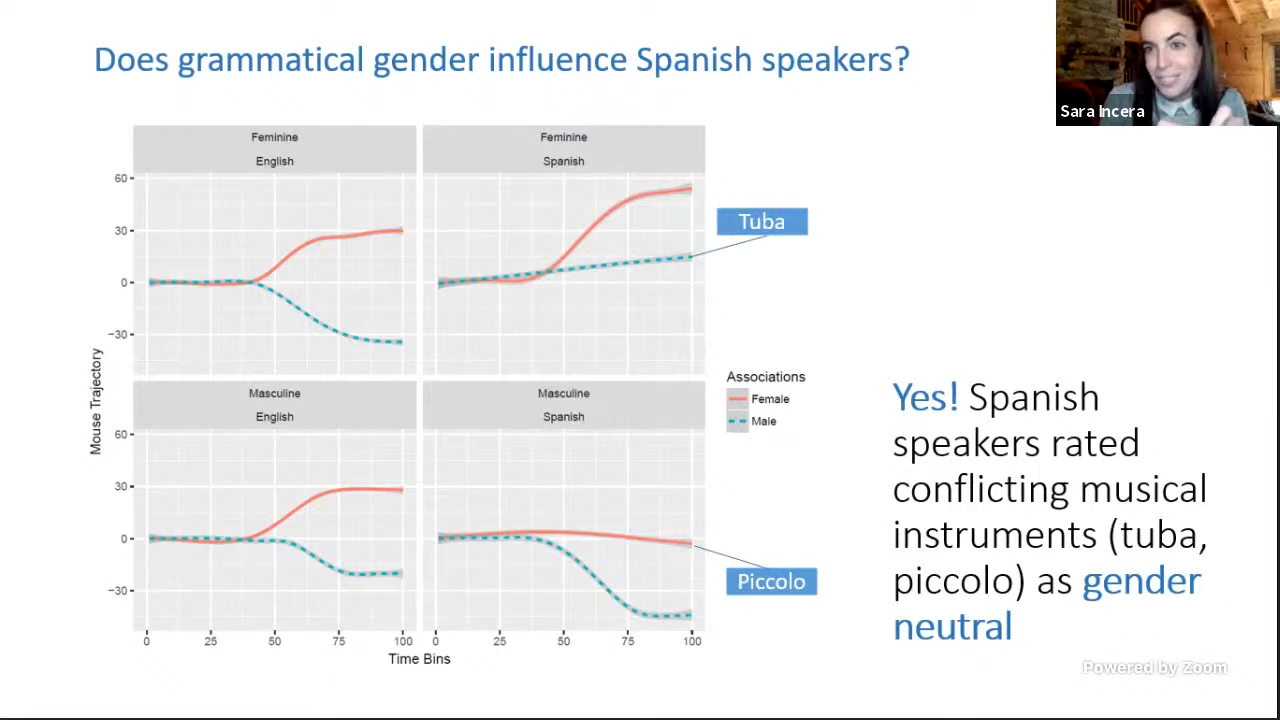 Does grammatical gender influence Spanish speakers?
Sara Incera
Feminine
English
Feminine
Spanish
60
30
0
−30
Tuba
Mouse Trajectory
Masculine
English
Masculine
Spanish
60
30
0
−30
Associations
Female
Male
Piccolo
0 25 50 75 100 0 25 50 75 100
Time Bins
Yes! Spanish
speakers rated
conflicting musical
instruments (tuba,
piccolo) as gender
neutral
Powered by Zoom